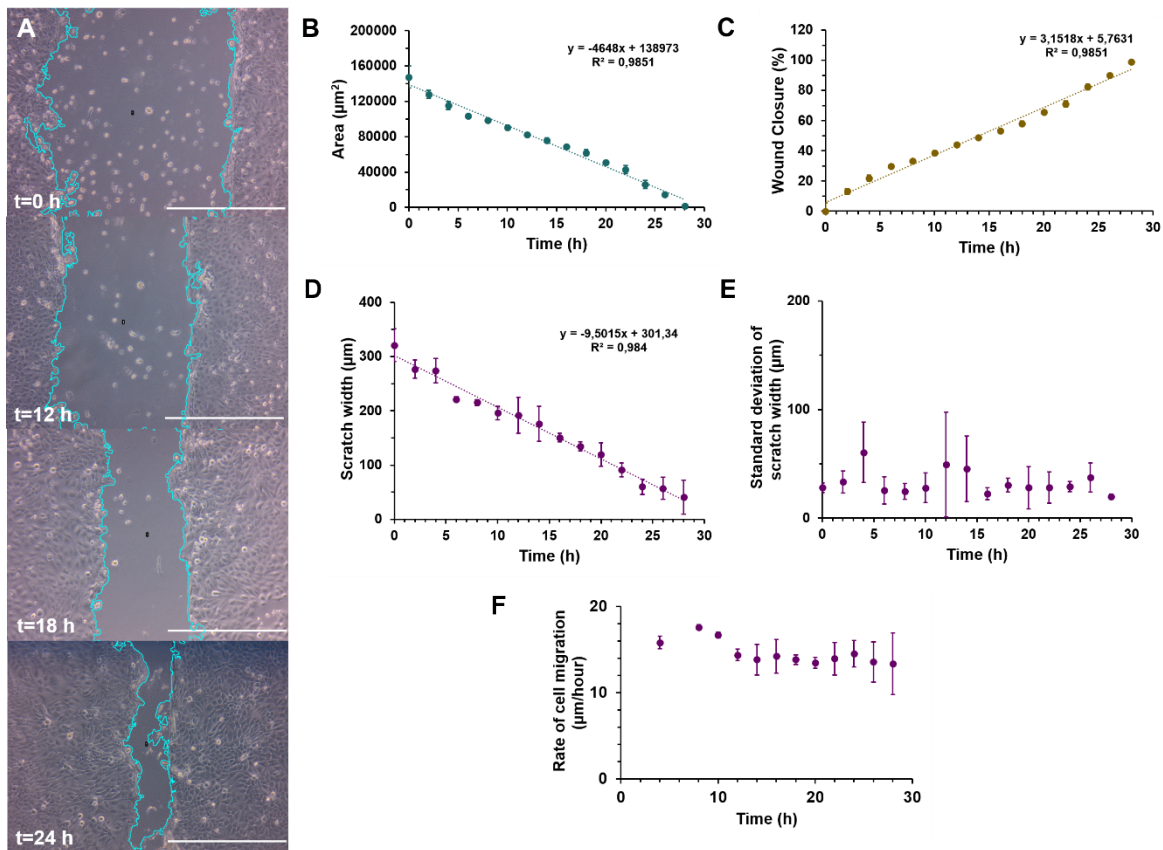 A
t=0 h
t=12 h
t=18 h
t=24 h
B
y = -4648x + 138973
R² = 0,9851
200000
160000
120000
80000
40000
0
Area (µm²)
0 5 10 15 20 25 30
Time (h)
C
y = 3,1518x + 5,7631
R² = 0,9851
120
100
80
60
40
20
0
Wound Closure (%)
0 5 10 15 20 25 30
Time (h)
D
y = -9,5015x + 301,34
R² = 0,984
400
300
200
100
0
Scratch width (µm)
0 5 10 15 20 25 30
Time (h)
E
200
100
0
Standard deviation of
scratch width (µm)
0 5 10 15 20 25 30
Time (h)
F
20
10
0
Rate of cell migration
(µm/hour)
0 10 20 30
Time (h)